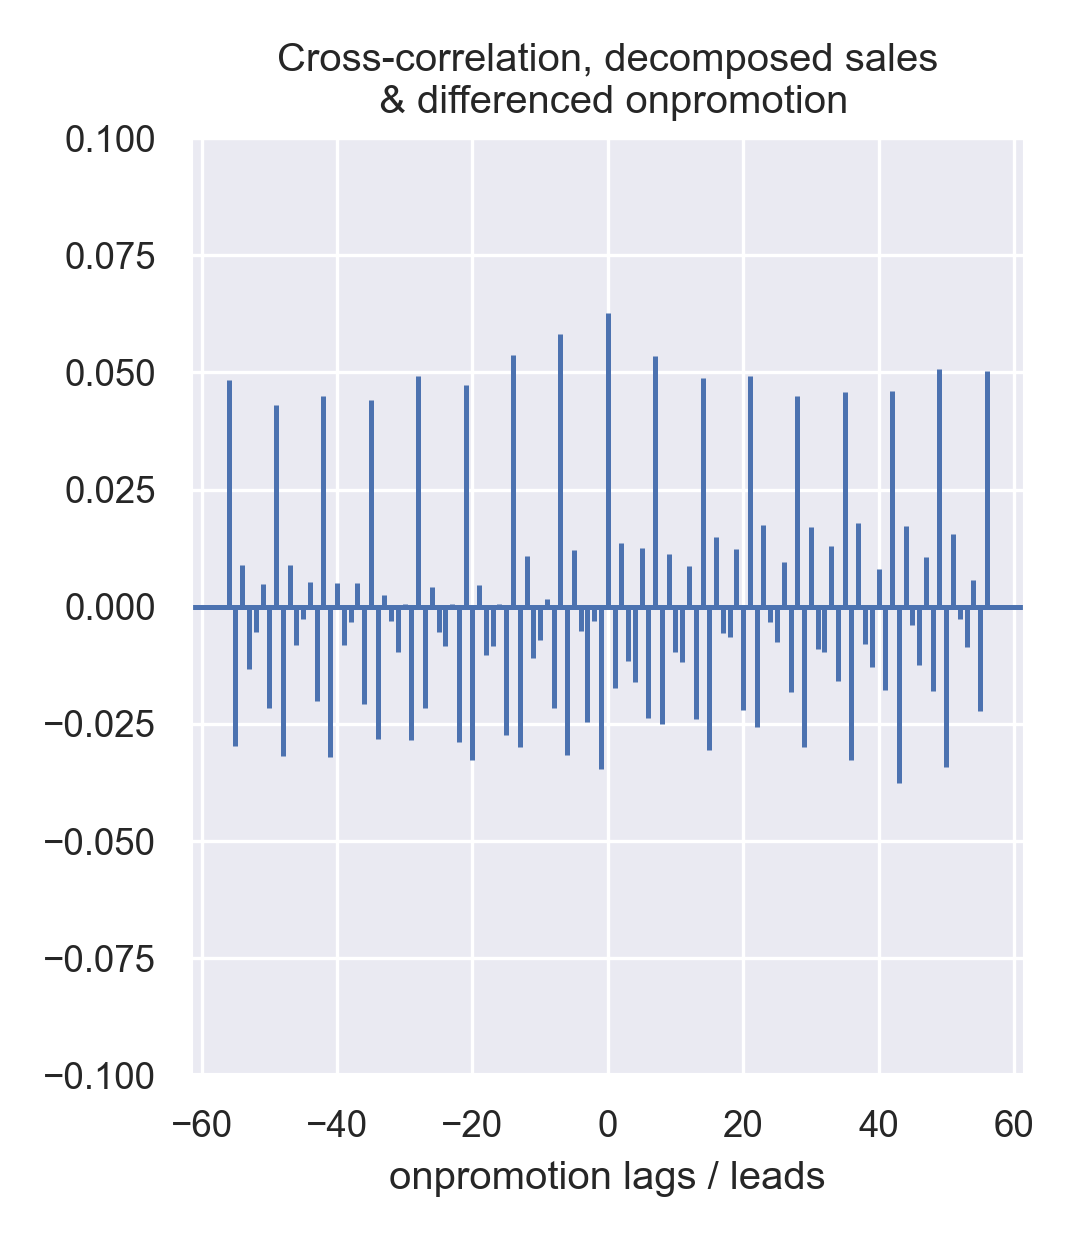 Cross-correlation, decomposed sales
& differenced onpromotion
0.100
0.075
0.050
0.025
0.000
−0.025
−0.050
−0.075
−0.100
−60 −40 −20 0 20 40 60
onpromotion lags / leads